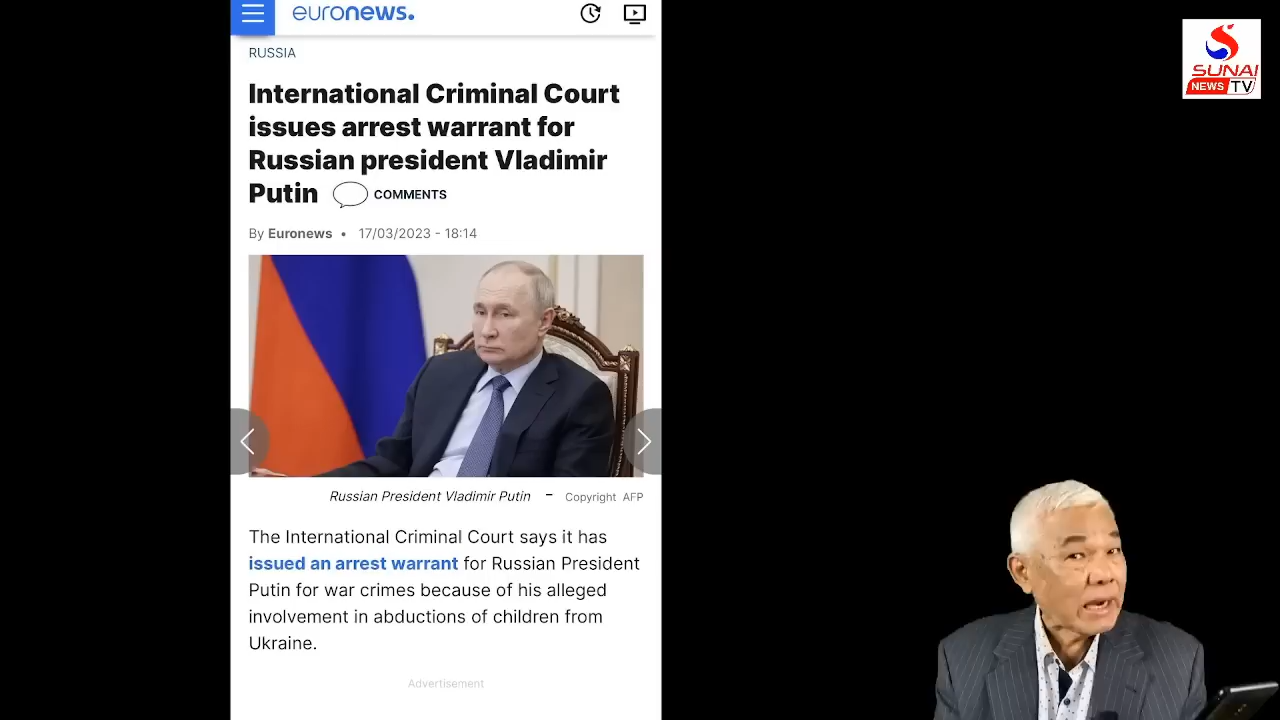 euronews.
RUSSIA
International Criminal Court
issues arrest warrant for
Russian president Vladimir
Putin COMMENTS
By Euronews • 17/03/2023 - 18:14
Russian President Vladimir Putin - Copyright AFP
The International Criminal Court says it has
issued an arrest warrant for Russian President
Putin for war crimes because of his alleged
involvement in abductions of children from
Ukraine.
Advertisement
SUNAI
NEWS TV